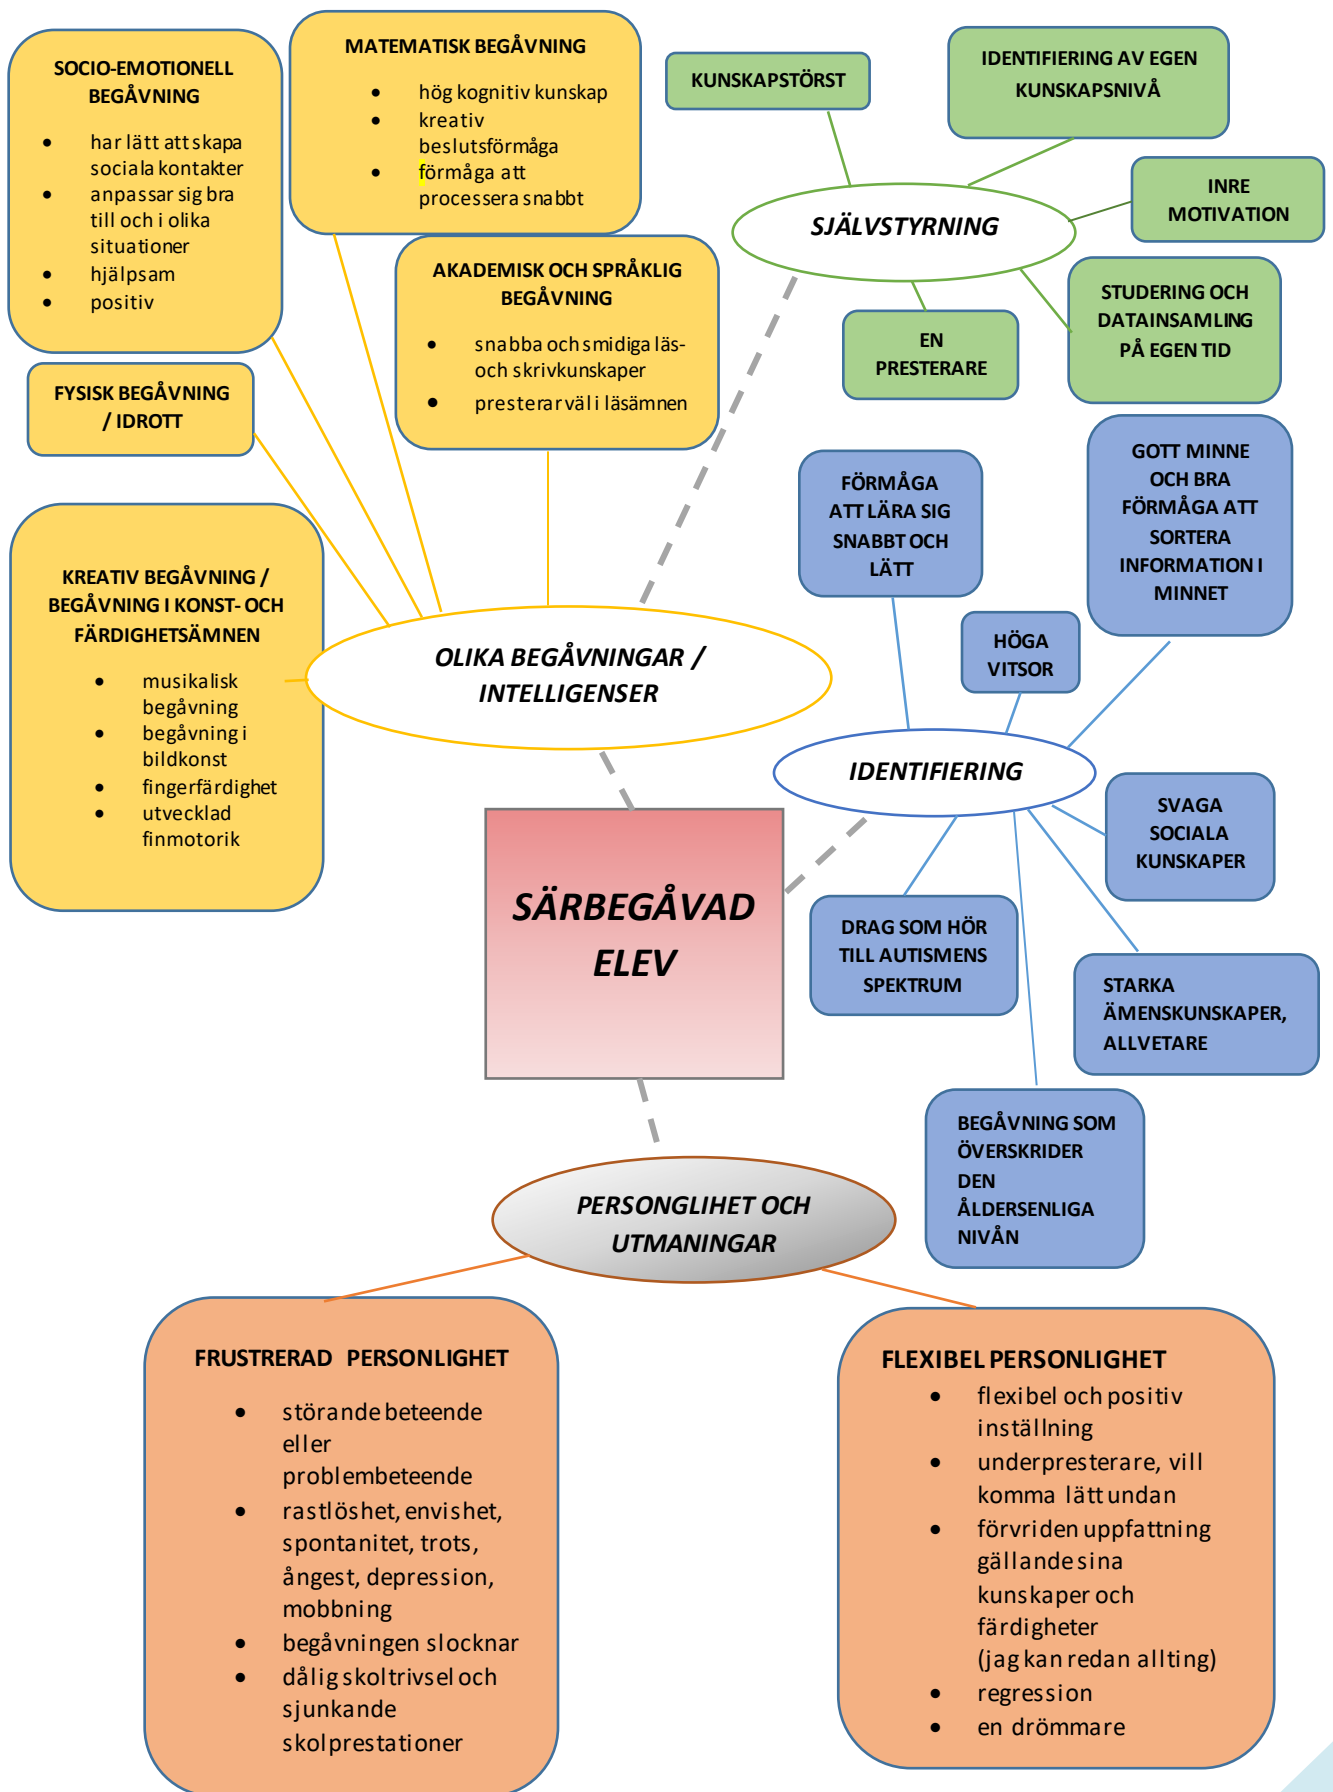 SOCIO-EMOTIONELL
BEGÅVNING
• har lätt att skapa
sociala kontakter
• anpassar sig bra
till och i olika
situationer
• hjälpsam
• positiv
MATEMATISK BEGÅVNING
• hög kognitiv kunskap
• kreativ
beslutsförmåga
• förmåga att
processera snabbt
AKADEMISK OCH SPRÅKLIG
BEGÅVNING
• snabba och smidiga läs-
och skrivkunskaper
• presterar väl i läsämnen
FYSISK BEGÅVNING
/ IDROTT
KREATIV BEGÅVNING /
BEGÅVNING I KONST- OCH
FÄRDIGHETSÄMNEN
• musikalisk
begåvning
• begåvning i
bildkonst
• fingerfärdighet
• utvecklad
finmotorik
OLIKA BEGÅVNINGAR /
INTELLIGENSER
KUNSKAPSTÖRST
IDENTIFIERING AV EGEN
KUNSKAPSNIVÅ
INRE
MOTIVATION
SJÄLVSTYRNING
STUDERING OCH
DATAINSAMLING
PÅ EGEN TID
EN
PRESTERARE
FÖRMÅGA
ATT LÄRA SIG
SNABBT OCH
LÄTT
GOTT MINNE
OCH BRA
FÖRMÅGA ATT
SORTERA
INFORMATION I
MINNET
HÖGA
VITSOR
IDENTIFIERING
SVAGA
SOCIALA
KUNSKAPER
DRAG SOM HÖR
TILL AUTISMENS
SPEKTRUM
STARKA
ÄMENSKUNSKAPER,
ALLVETARE
BEGÅVNING SOM
ÖVERSKRIDER
DEN
ÅLDERSENLIGA
NIVÅN
SÄRBEGÅVAD
ELEV
PERSONGLIHET OCH
UTMANINGAR
FRUSTRERAD PERSONLIGHET
• störande beteende
eller
problembeteende
• rastlöshet, envishet,
spontanitet, trots,
ångest, depression,
mobbning
• begåvningen slocknar
• dålig skoltrivsel och
sjunkande
skolprestationer
FLEXIBEL PERSONLIGHET
• flexibel och positiv
inställning
• underpresterare, vill
komma lätt undan
• förvriden uppfattning
gällande sina
kunskaper och
färdigheter
(jag kan redan allting)
• regression
• en drömmare